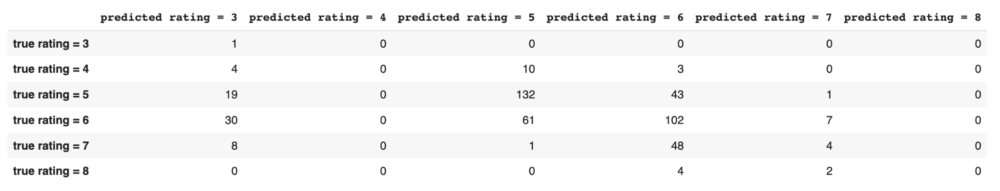 predicted rating = 3 predicted rating = 4 predicted rating = 5 predicted rating = 6 predicted rating = 7 predicted rating = 8
true rating = 3 1 0 0 0 0 0
true rating = 4 4 0 10 3 0 0
true rating = 5 19 0 132 43 1 0
true rating = 6 30 0 61 102 7 0
true rating = 7 8 0 1 48 4 0
true rating = 8 0 0 0 4 2 0